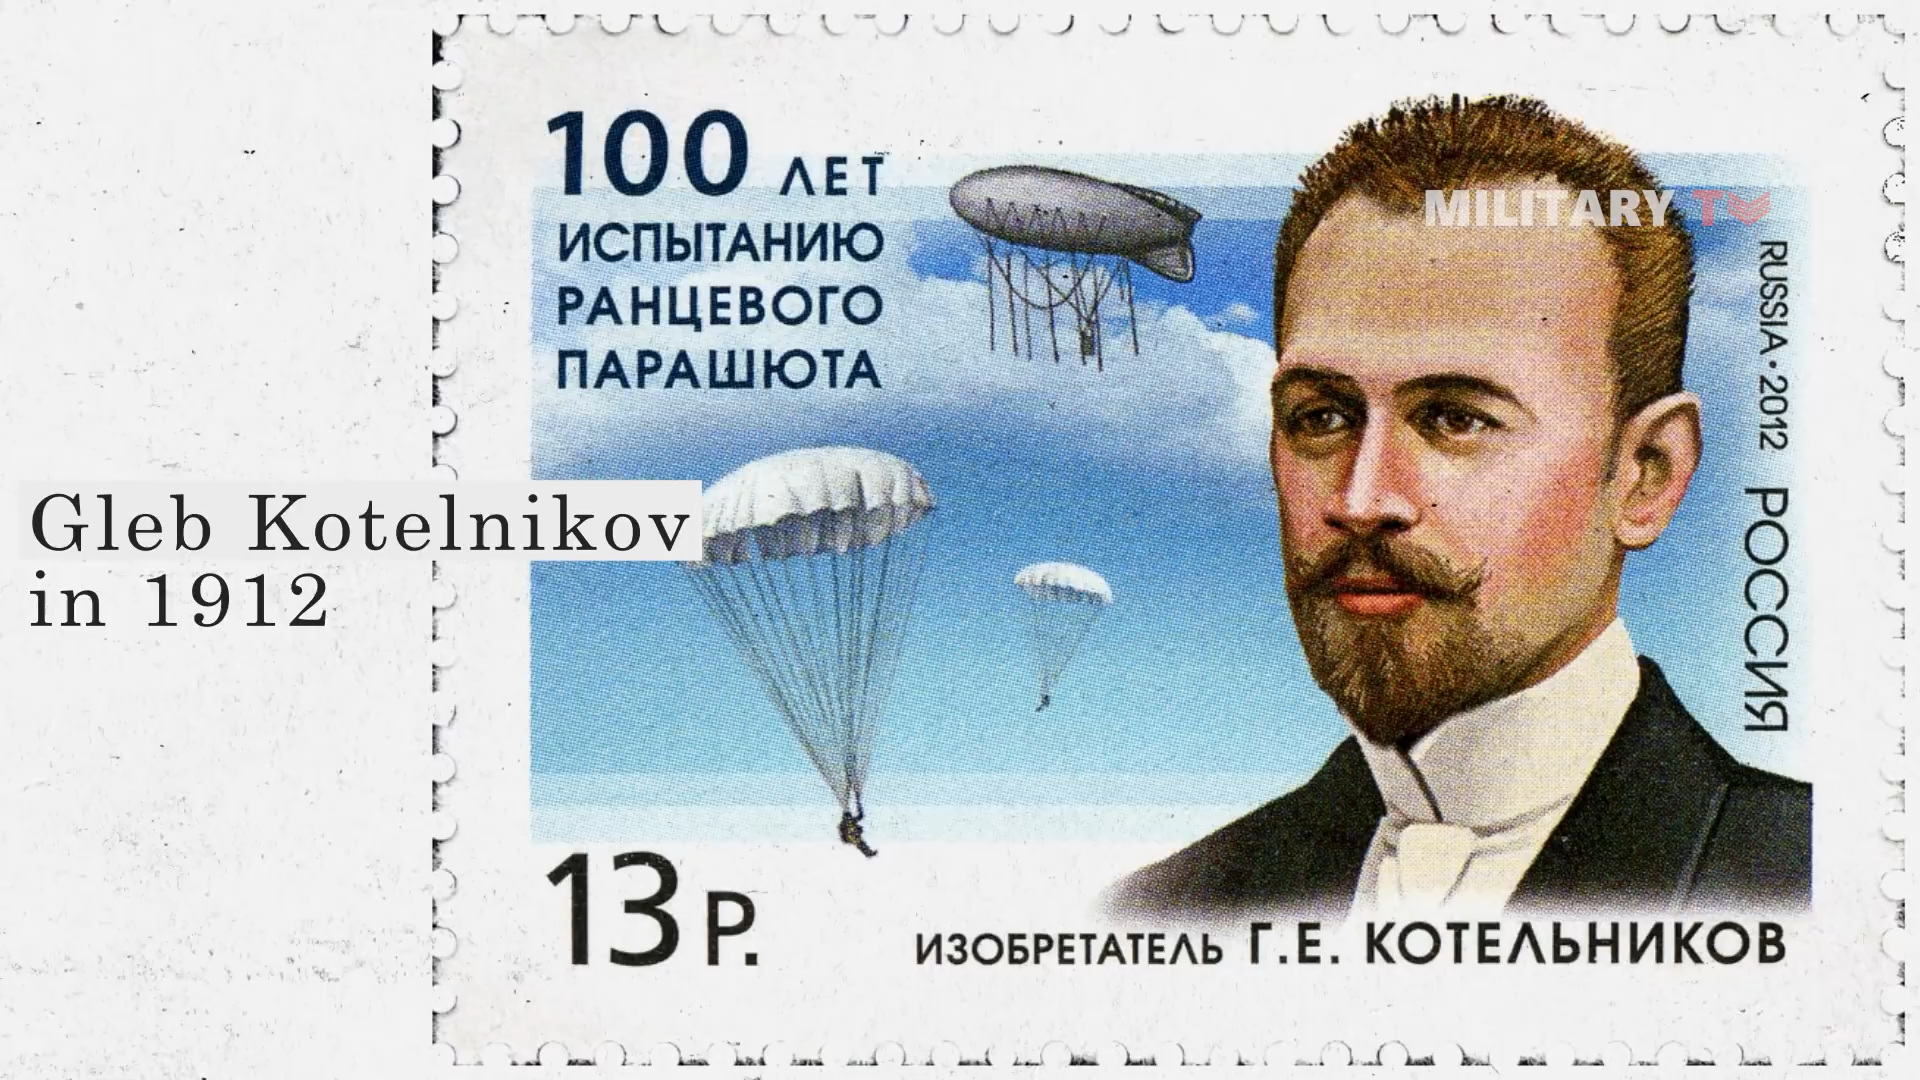 100 ЛЕТ
ИСПЫТАНИЮ
РАНЦЕВОГО
ПАРАШЮТА
MILITARY TV
RUSSIA • 2012 РОССИЯ
Gleb Kotelnikov
in 1912
13 Р.
ИЗОБРЕТАТЕЛЬ Г.Е. КОТЕЛЬНИКОВ